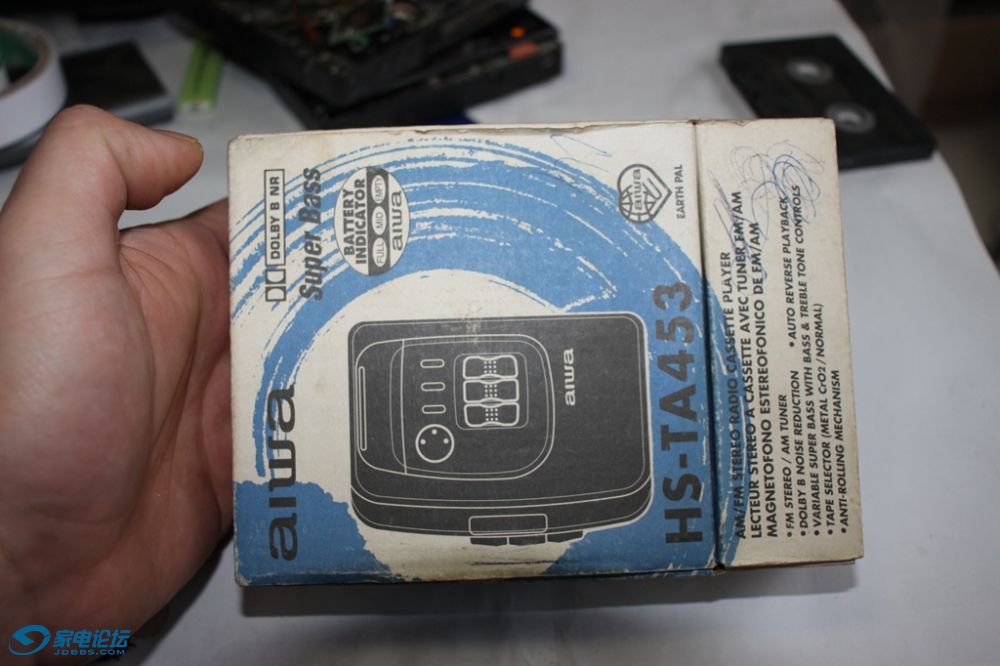 aiwa
DOLBY B NR
Super Bass
BATTERY
INDICATOR
FULL MID EMPTY
aiwa
aiwa
EARTH PAL
aiwa
HS-TA453
AM/FM STEREO RADIO CASSETTE PLAYER
LECTEUR STEREO A CASSETTE AVEC TUNER FM/AM
MAGNETOFONO ESTEREOFONICO DE FM/AM
• FM STEREO / AM TUNER • AUTO REVERSE PLAYBACK
• DOLBY B NOISE REDUCTION
• VARIABLE SUPER BASS WITH BASS & TREBLE TONE CONTROLS
• TAPE SELECTOR (METAL CrO2 / NORMAL)
• ANTI-ROLLING MECHANISM
家电论坛
JDBBS.COM